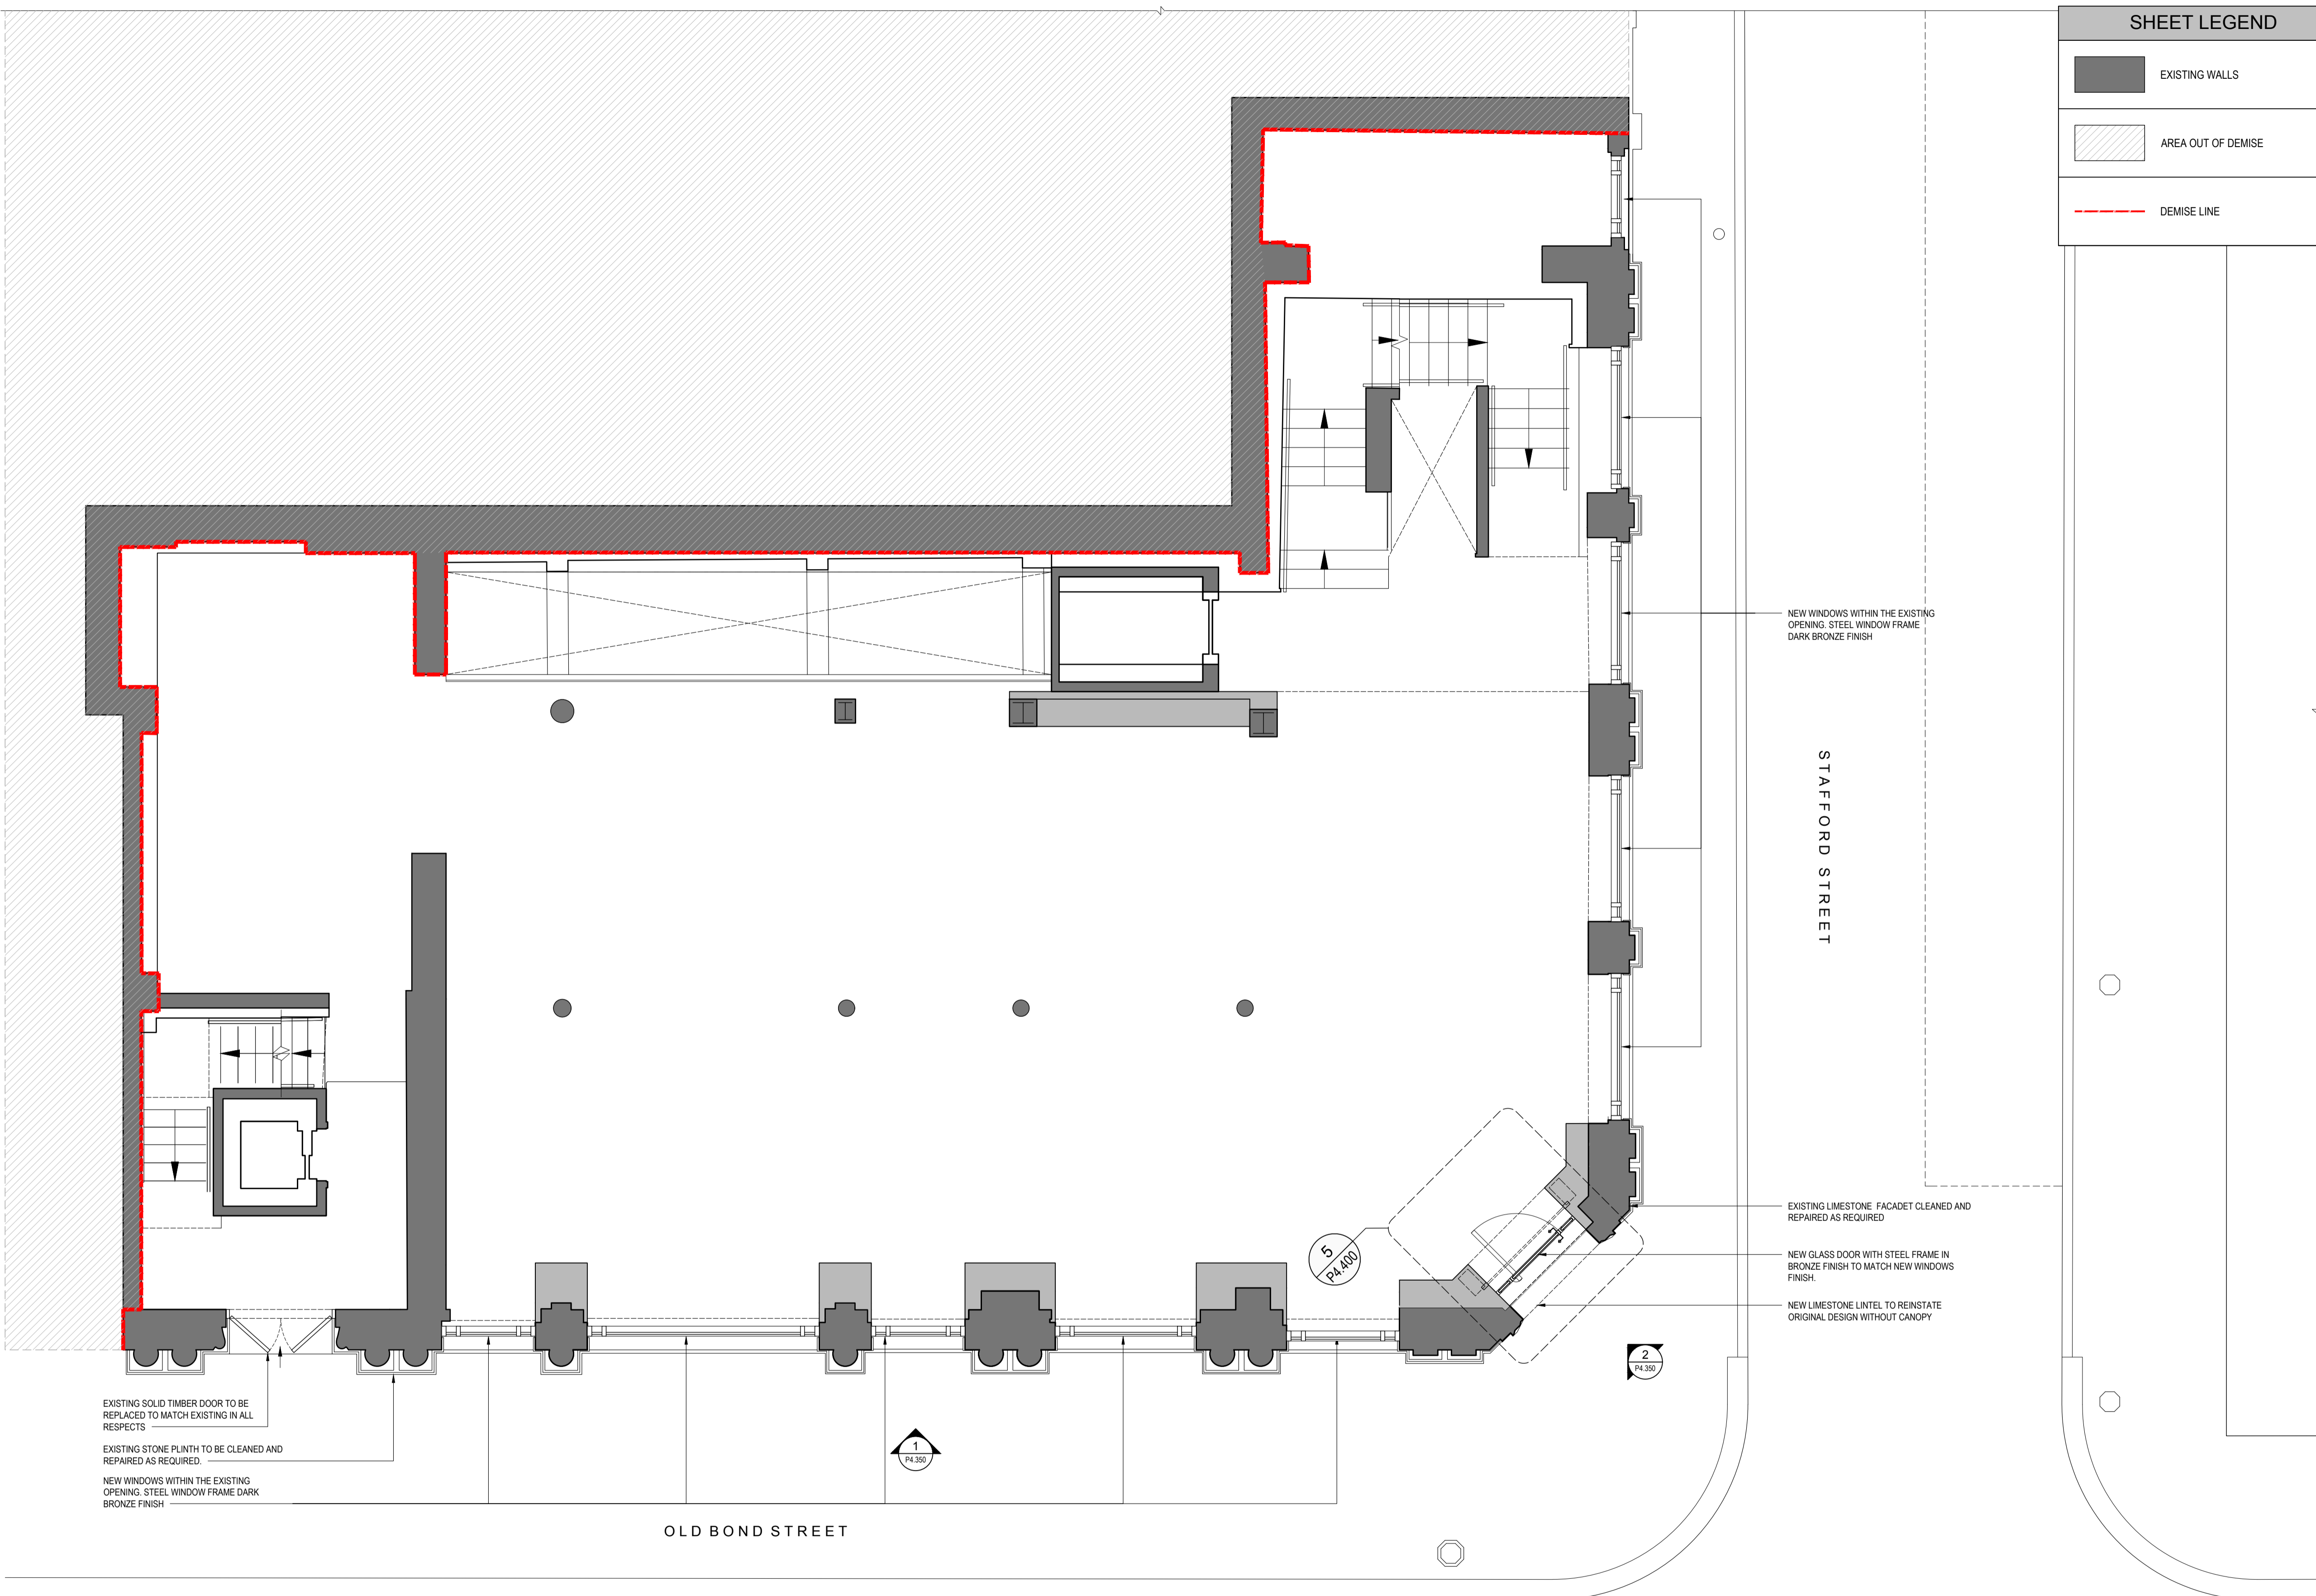 SHEET LEGEND
EXISTING WALLS
AREA OUT OF DEMISE
DEMISE LINE
NEW WINDOWS WITHIN THE EXISTING
OPENING. STEEL WINDOW FRAME
DARK BRONZE FINISH
STAFFORD STREET
EXISTING LIMESTONE FACADET CLEANED AND
REPAIRED AS REQUIRED
5
P4.400
NEW GLASS DOOR WITH STEEL FRAME IN
BRONZE FINISH TO MATCH NEW WINDOWS
FINISH.
NEW LIMESTONE LINTEL TO REINSTATE
ORIGINAL DESIGN WITHOUT CANOPY
2
P4.350
EXISTING SOLID TIMBER DOOR TO BE
REPLACED TO MATCH EXISTING IN ALL
RESPECTS
EXISTING STONE PLINTH TO BE CLEANED AND
REPAIRED AS REQUIRED.
NEW WINDOWS WITHIN THE EXISTING
OPENING. STEEL WINDOW FRAME DARK
BRONZE FINISH
1
P4.350
OLD BOND STREET